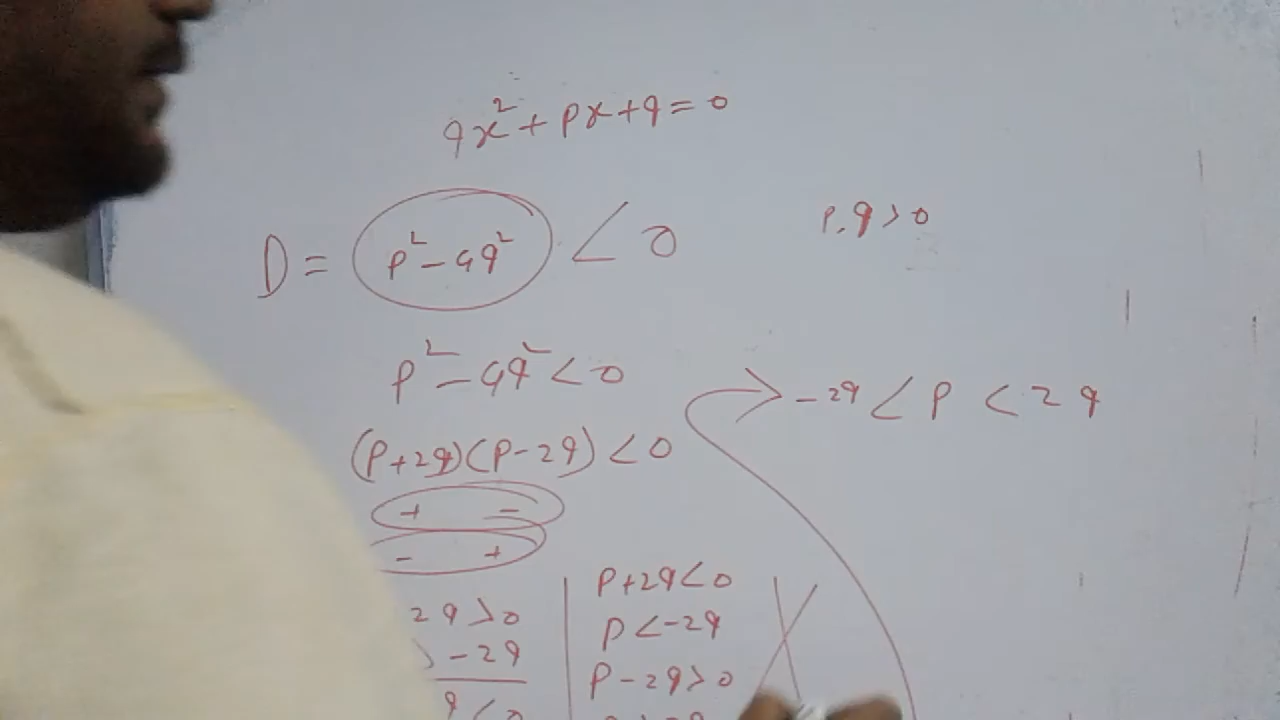 qx² + px + q = 0
D = p² - 4q² < 0
p, q > 0
p² - 4q² < 0
-2q < p < 2q
(p+2q)(p-2q) < 0
+ -
- +
2q > 0
> -2q
q < 0
p+2q < 0
p < -2q
p - 2q > 0